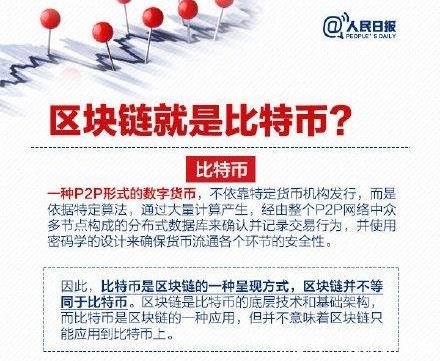 @人民日报
PEOPLE'S DAILY
区块链就是比特币?
比特币
一种P2P形式的数字货币，不依靠特定货币机构发行，而是
依据特定算法，通过大量计算产生，经由整个P2P网络中众
多节点构成的分布式数据库来确认并记录交易行为，并使用
密码学的设计来确保货币流通各个环节的安全性。
因此，比特币是区块链的一种呈现方式，区块链并不等
同于比特币。区块链是比特币的底层技术和基础架构，
而比特币是区块链的一种应用，但并不意味着区块链只
能应用到比特币上。